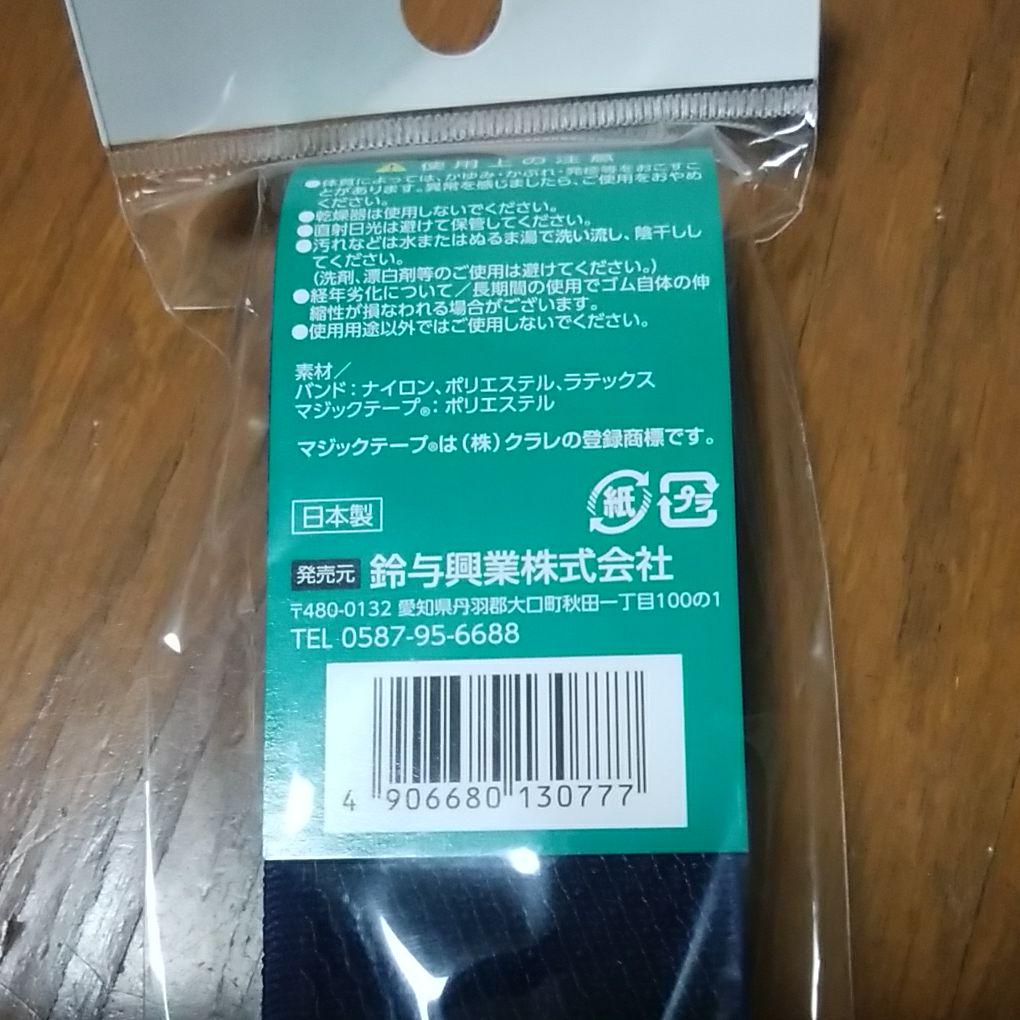 使用上の注意
●体質によっては、かゆみ・かぶれ・発疹等をおこすこ
とがあります。異常を感じましたら、ご使用をおやめ
ください。
●乾燥器は使用しないでください。
●直射日光は避けて保管してください。
●汚れなどは水またはぬるま湯で洗い流し、陰干しし
てください。
(洗剤、漂白剤等のご使用は避けてください。)
●経年劣化について／長期間の使用でゴム自体の伸
縮性が損なわれる場合がございます。
●使用用途以外ではご使用しないでください。
素材／
バンド：ナイロン、ポリエステル、ラテックス
マジックテープ®：ポリエステル
マジックテープ®は（株）クラレの登録商標です。
紙 プラ
日本製
発売元 鈴与興業株式会社
〒480-0132 愛知県丹羽郡大口町秋田一丁目100の1
TEL 0587-95-6688
4 906680 130777